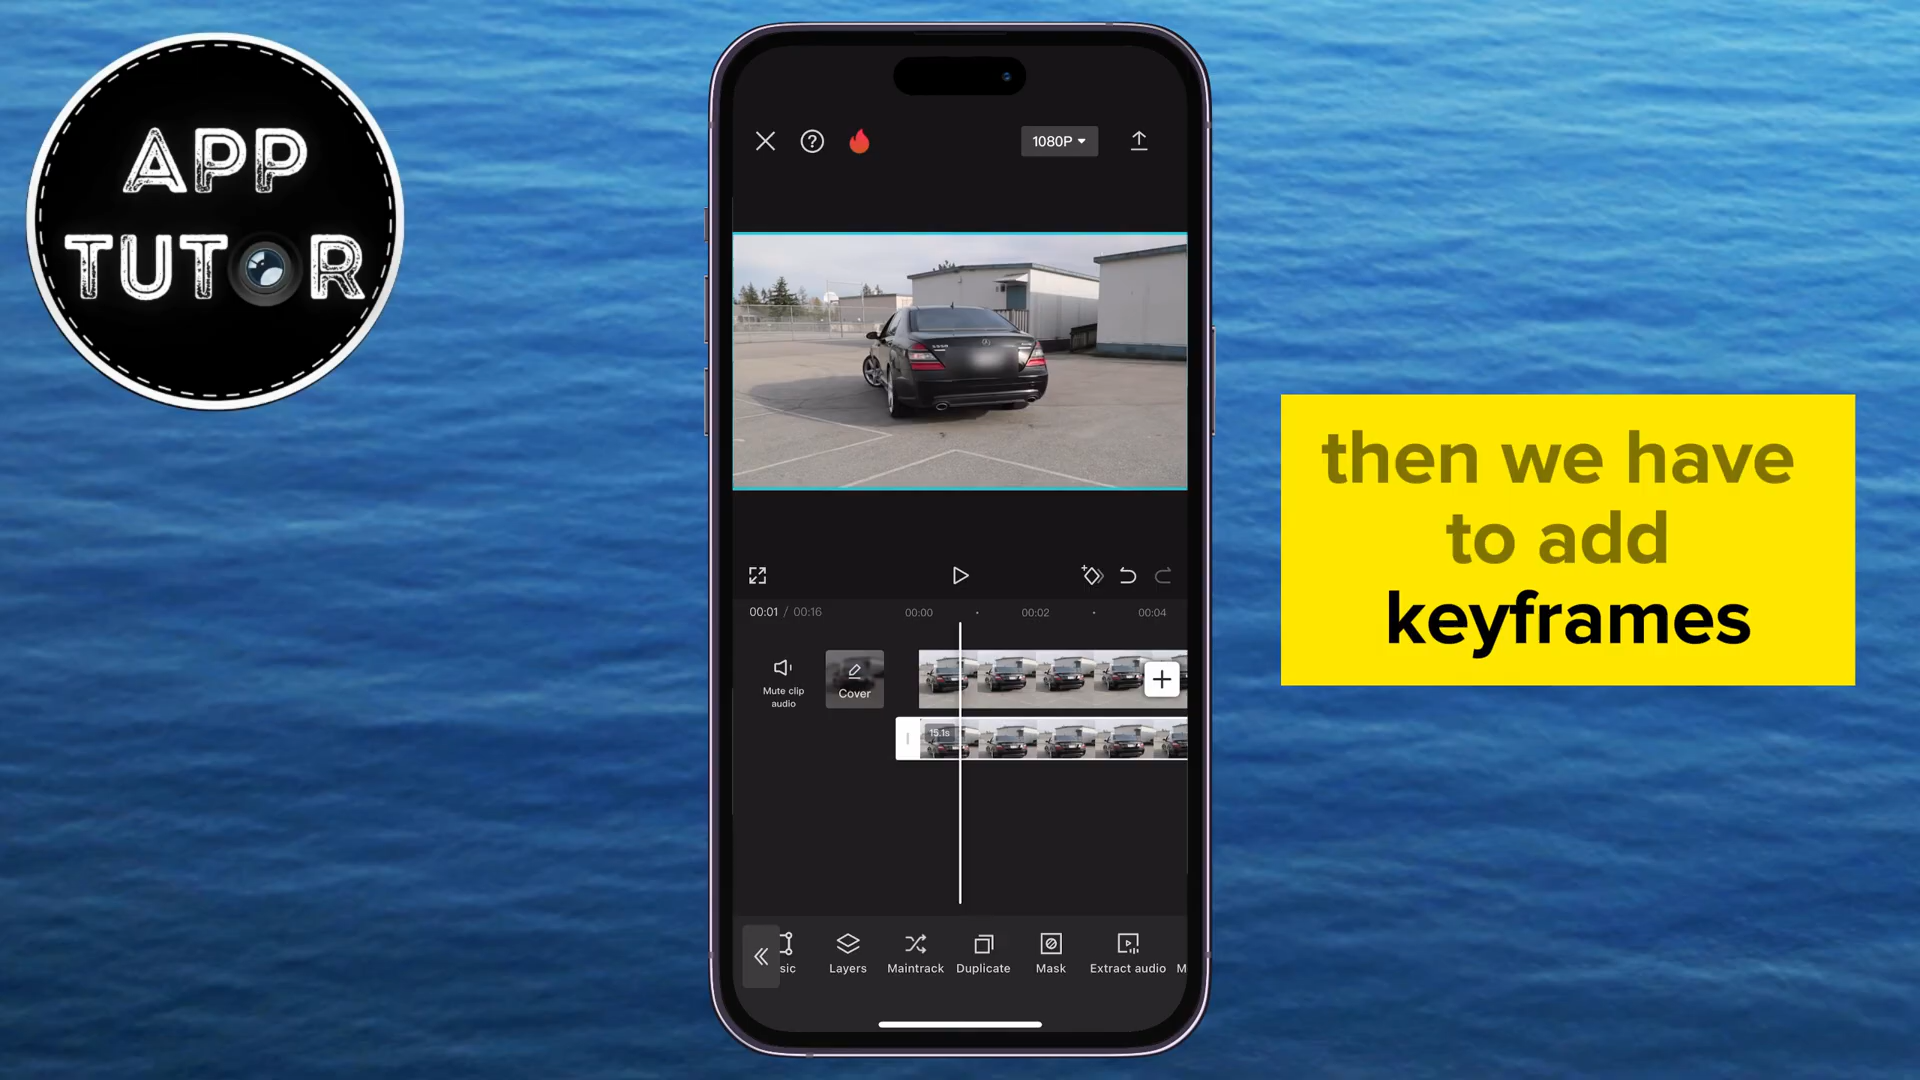 APP
TUTOR
1080P
00:01 / 00:16
00:00
00:02
00:04
Mute clip
audio
Cover
15.1s
sic
Layers
Maintrack
Duplicate
Mask
Extract audio
M
then we have
to add
keyframes